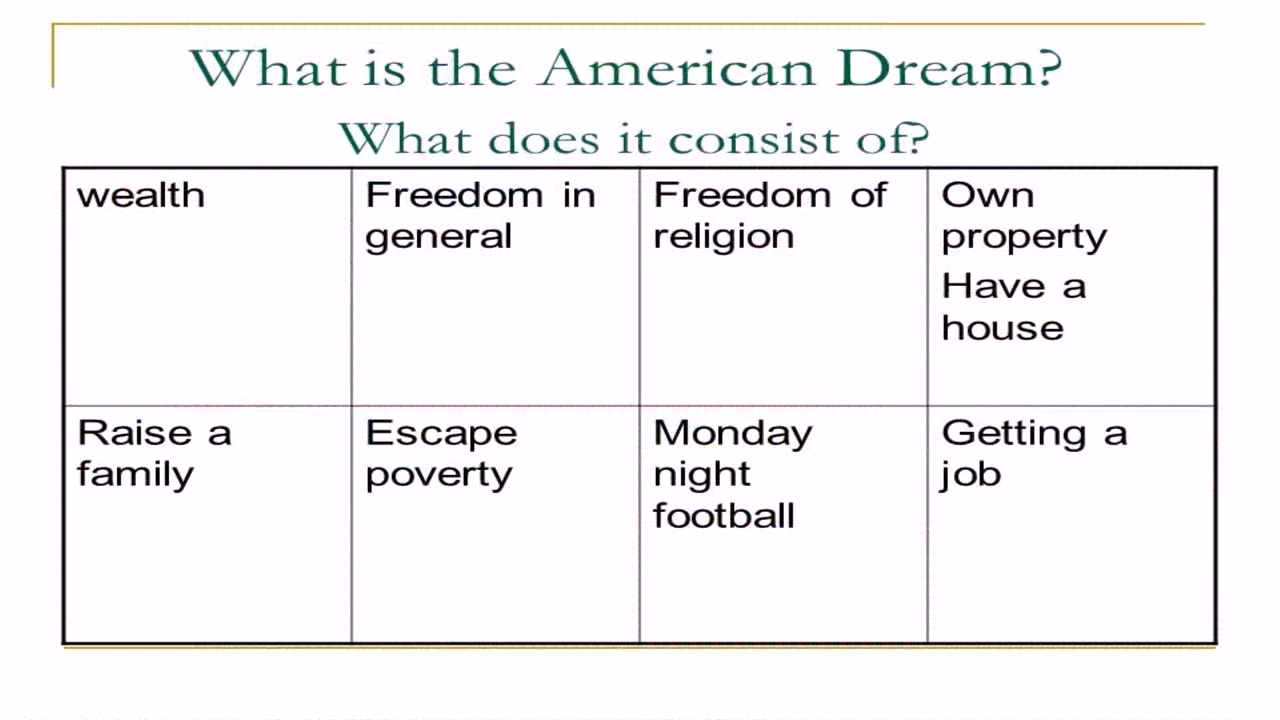 What is the American Dream?
What does it consist of?
wealth
Freedom in
general
Freedom of
religion
Own
property
Have a
house
Raise a
family
Escape
poverty
Monday
night
football
Getting a
job